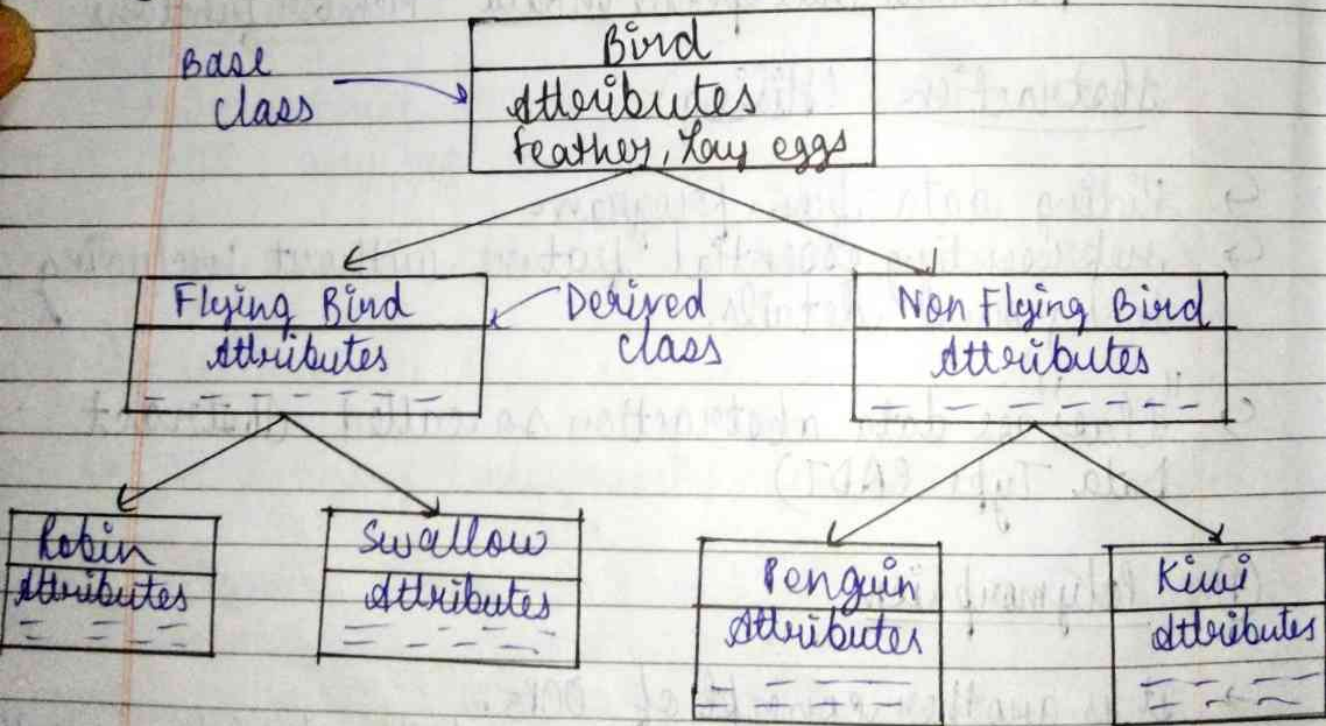 Bird
Base
class
Attributes
Feather, Lay eggs
Flying Bird
Derived
class
Non Flying Bird
Attributes
Attributes
Robin
Swallow
Penguin
Kiwi
Attributes
Attributes
Attributes
Attributes